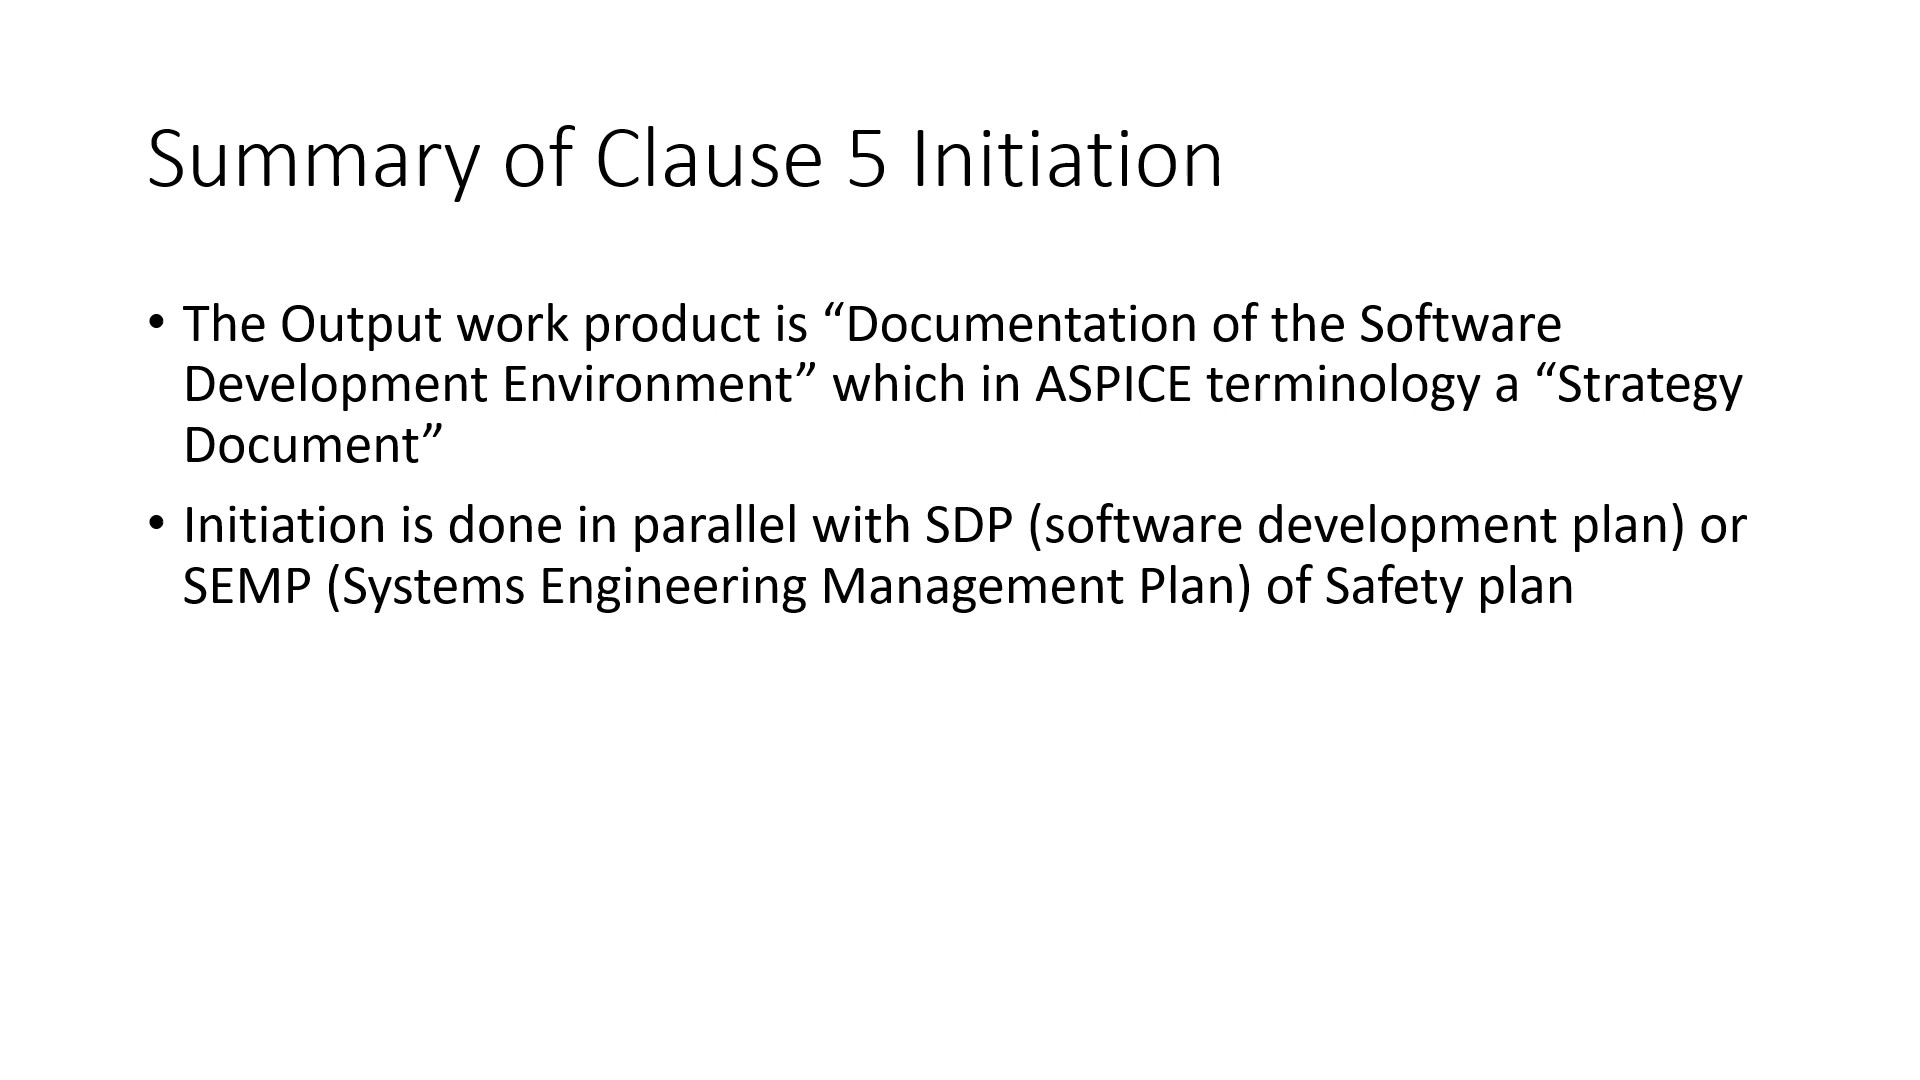 Summary of Clause 5 Initiation
• The Output work product is “Documentation of the Software
Development Environment” which in ASPICE terminology a “Strategy
Document”
• Initiation is done in parallel with SDP (software development plan) or
SEMP (Systems Engineering Management Plan) of Safety plan